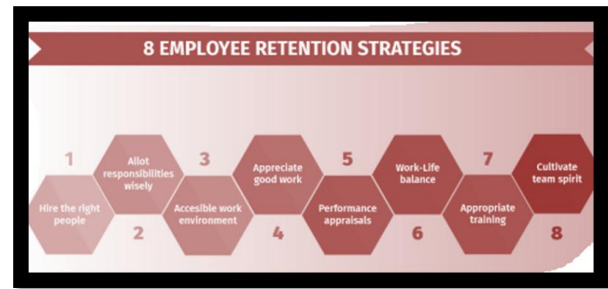 8 EMPLOYEE RETENTION STRATEGIES
1
Hire the right
people
Allot
responsibilities
wisely
2
3
Accesible work
environment
Appreciate
good work
4
5
Performance
appraisals
Work-Life
balance
6
7
Appropriate
training
Cultivate
team spirit
8